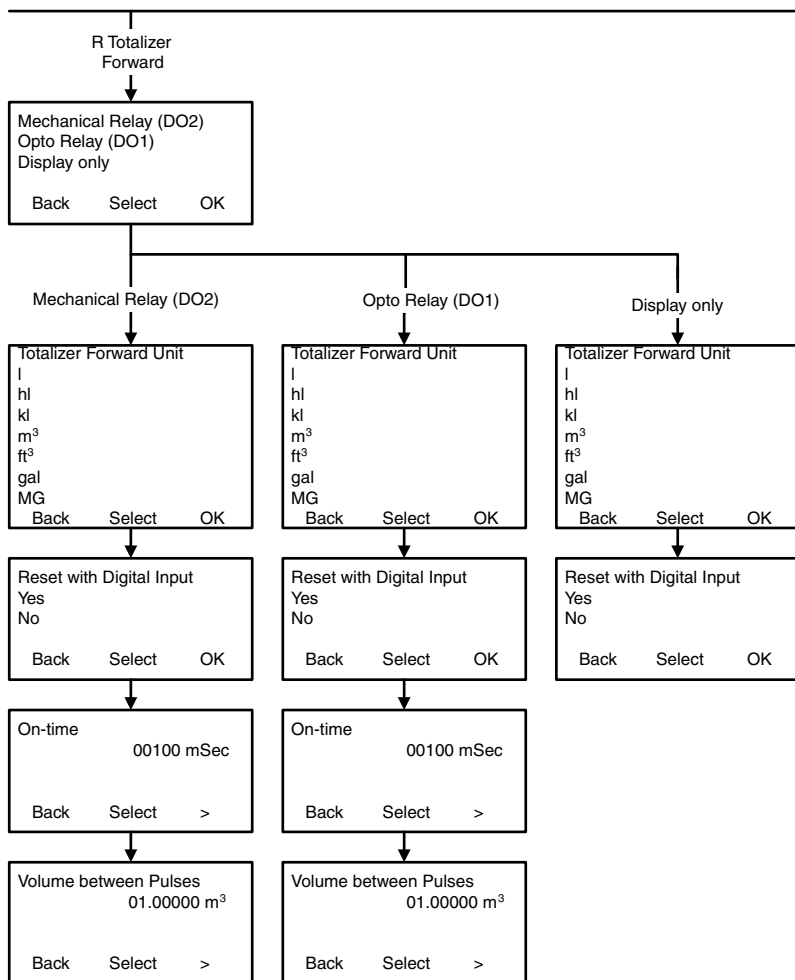 R Totalizer
Forward
Mechanical Relay (DO2)
Opto Relay (DO1)
Display only
Back Select OK
Mechanical Relay (DO2)
Totalizer Forward Unit
l
hl
kl
m³
ft³
gal
MG
Back Select OK
Reset with Digital Input
Yes
No
Back Select OK
On-time
00100 mSec
Back Select >
Volume between Pulses
01.00000 m³
Back Select >
Opto Relay (DO1)
Totalizer Forward Unit
l
hl
kl
m³
ft³
gal
MG
Back Select OK
Reset with Digital Input
Yes
No
Back Select OK
On-time
00100 mSec
Back Select >
Volume between Pulses
01.00000 m³
Back Select >
Display only
Totalizer Forward Unit
l
hl
kl
m³
ft³
gal
MG
Back Select OK
Reset with Digital Input
Yes
No
Back Select OK